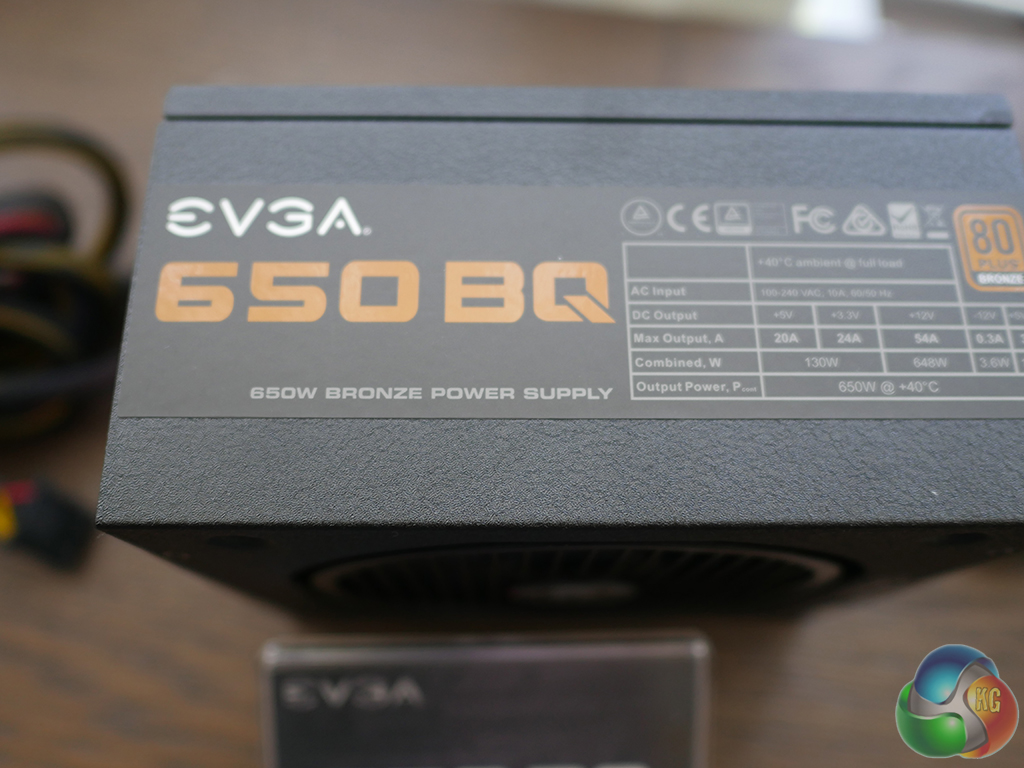 EVGA
650 BQ
650W BRONZE POWER SUPPLY
FC
80
PLUS
BRONZE
+40°C ambient @ full load
AC Input 100-240 VAC, 10A, 60/50 Hz
DC Output +5V +3.3V +12V -12V
Max Output, A 20A 24A 54A 0.3A
Combined, W 130W 648W 3.6W
Output Power, Pcont 650W @ +40°C
EVGA
KG